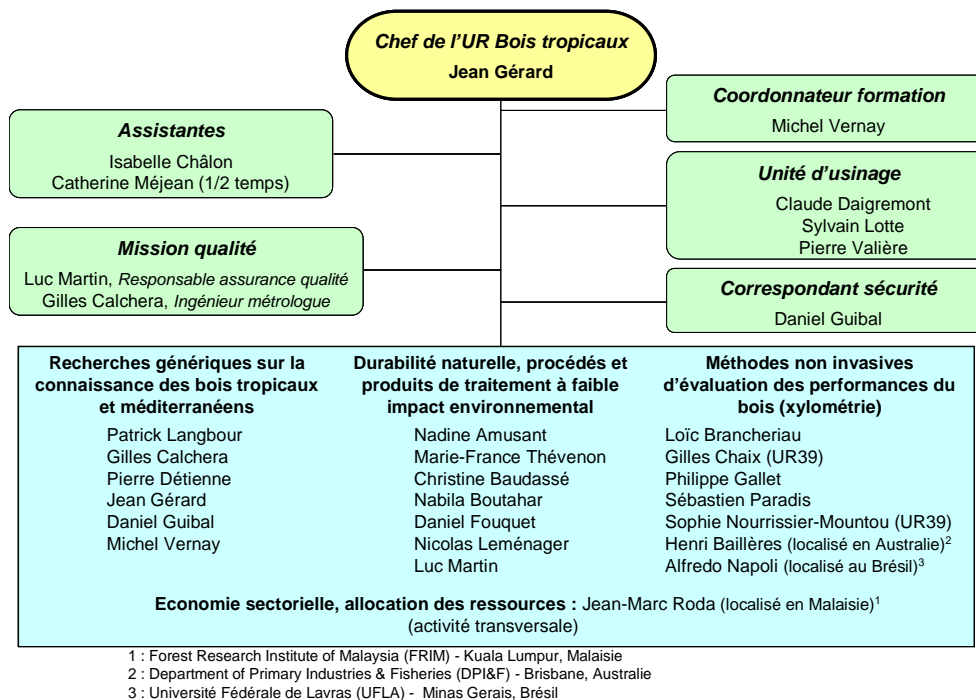 Chef de l'UR Bois tropicaux
Jean Gérard
Assistantes
Isabelle Châlon
Catherine Méjean (1/2 temps)
Mission qualité
Luc Martin, Responsable assurance qualité
Gilles Calchera, Ingénieur métrologue
Coordonnateur formation
Michel Vernay
Unité d'usinage
Claude Daigremont
Sylvain Lotte
Pierre Valière
Correspondant sécurité
Daniel Guibal
Recherches génériques sur la
connaissance des bois tropicaux
et méditerranéens
Patrick Langbour
Gilles Calchera
Pierre Détienne
Jean Gérard
Daniel Guibal
Michel Vernay
Durabilité naturelle, procédés et
produits de traitement à faible
impact environnemental
Nadine Amusant
Marie-France Thévenon
Christine Baudassé
Nabila Boutahar
Daniel Fouquet
Nicolas Leménager
Luc Martin
Méthodes non invasives
d'évaluation des performances du
bois (xylométrie)
Loïc Brancheriau
Gilles Chaix (UR39)
Philippe Gallet
Sébastien Paradis
Sophie Nourrissier-Mountou (UR39)
Henri Baillères (localisé en Australie)2
Alfredo Napoli (localisé au Brésil)3
Economie sectorielle, allocation des ressources : Jean-Marc Roda (localisé en Malaisie)1
(activité transversale)
1 : Forest Research Institute of Malaysia (FRIM) - Kuala Lumpur, Malaisie
2 : Department of Primary Industries & Fisheries (DPI&F) - Brisbane, Australie
3 : Université Fédérale de Lavras (UFLA) - Minas Gerais, Brésil